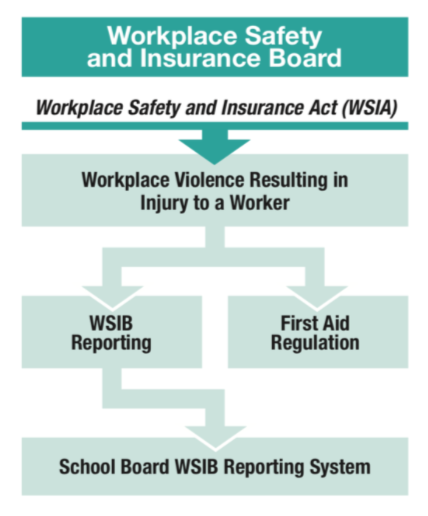 Workplace Safety
and Insurance Board
Workplace Safety and Insurance Act (WSIA)
Workplace Violence Resulting in
Injury to a Worker
WSIB
Reporting
First Aid
Regulation
School Board WSIB Reporting System